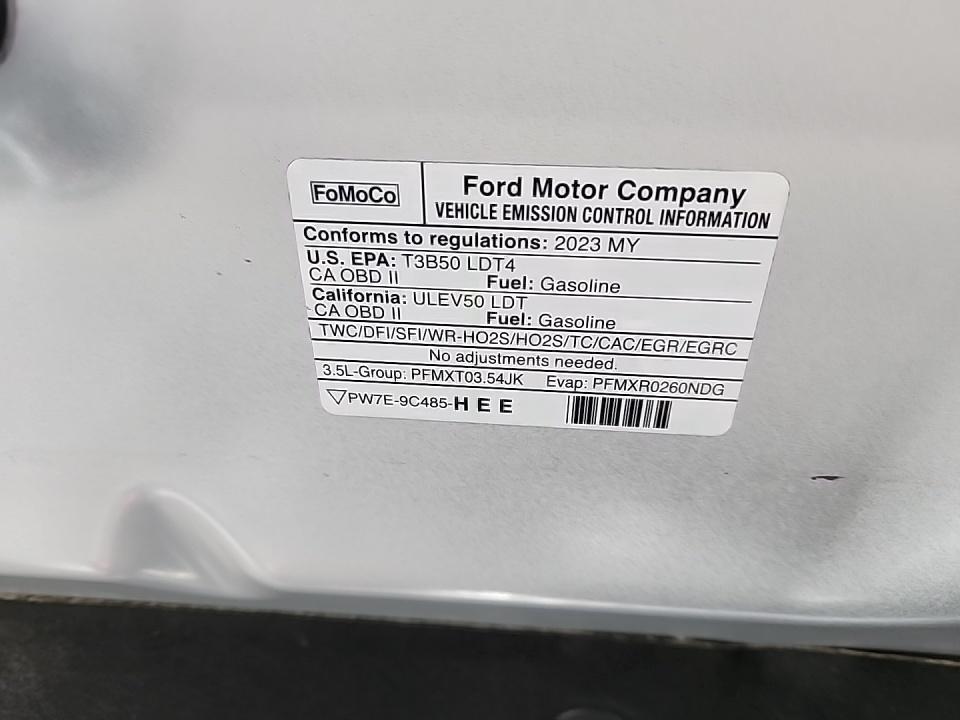 FoMoCo
Ford Motor Company
VEHICLE EMISSION CONTROL INFORMATION
Conforms to regulations: 2023 MY
U.S. EPA: T3B50 LDT4
CA OBD II Fuel: Gasoline
California: ULEV50 LDT
CA OBD II Fuel: Gasoline
TWC/DFI/SFI/WR-HO2S/HO2S/TC/CAC/EGR/EGRC
No adjustments needed.
3.5L-Group: PFMXT03.54JK Evap: PFMXR0260NDG
PW7E-9C485-HEE